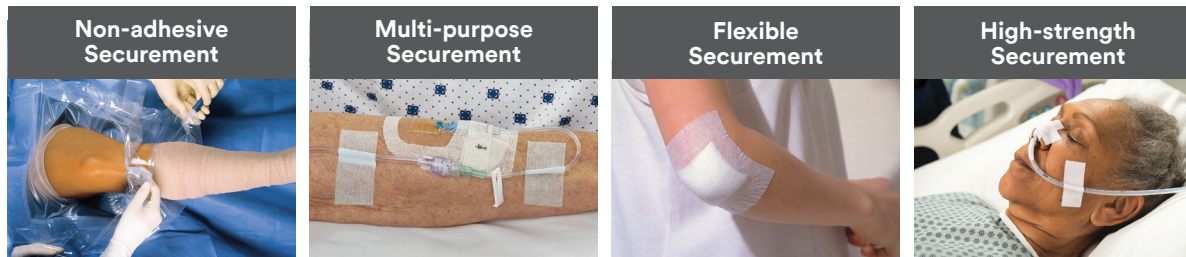 Non-adhesive
Securement
Multi-purpose
Securement
Flexible
Securement
High-strength
Securement